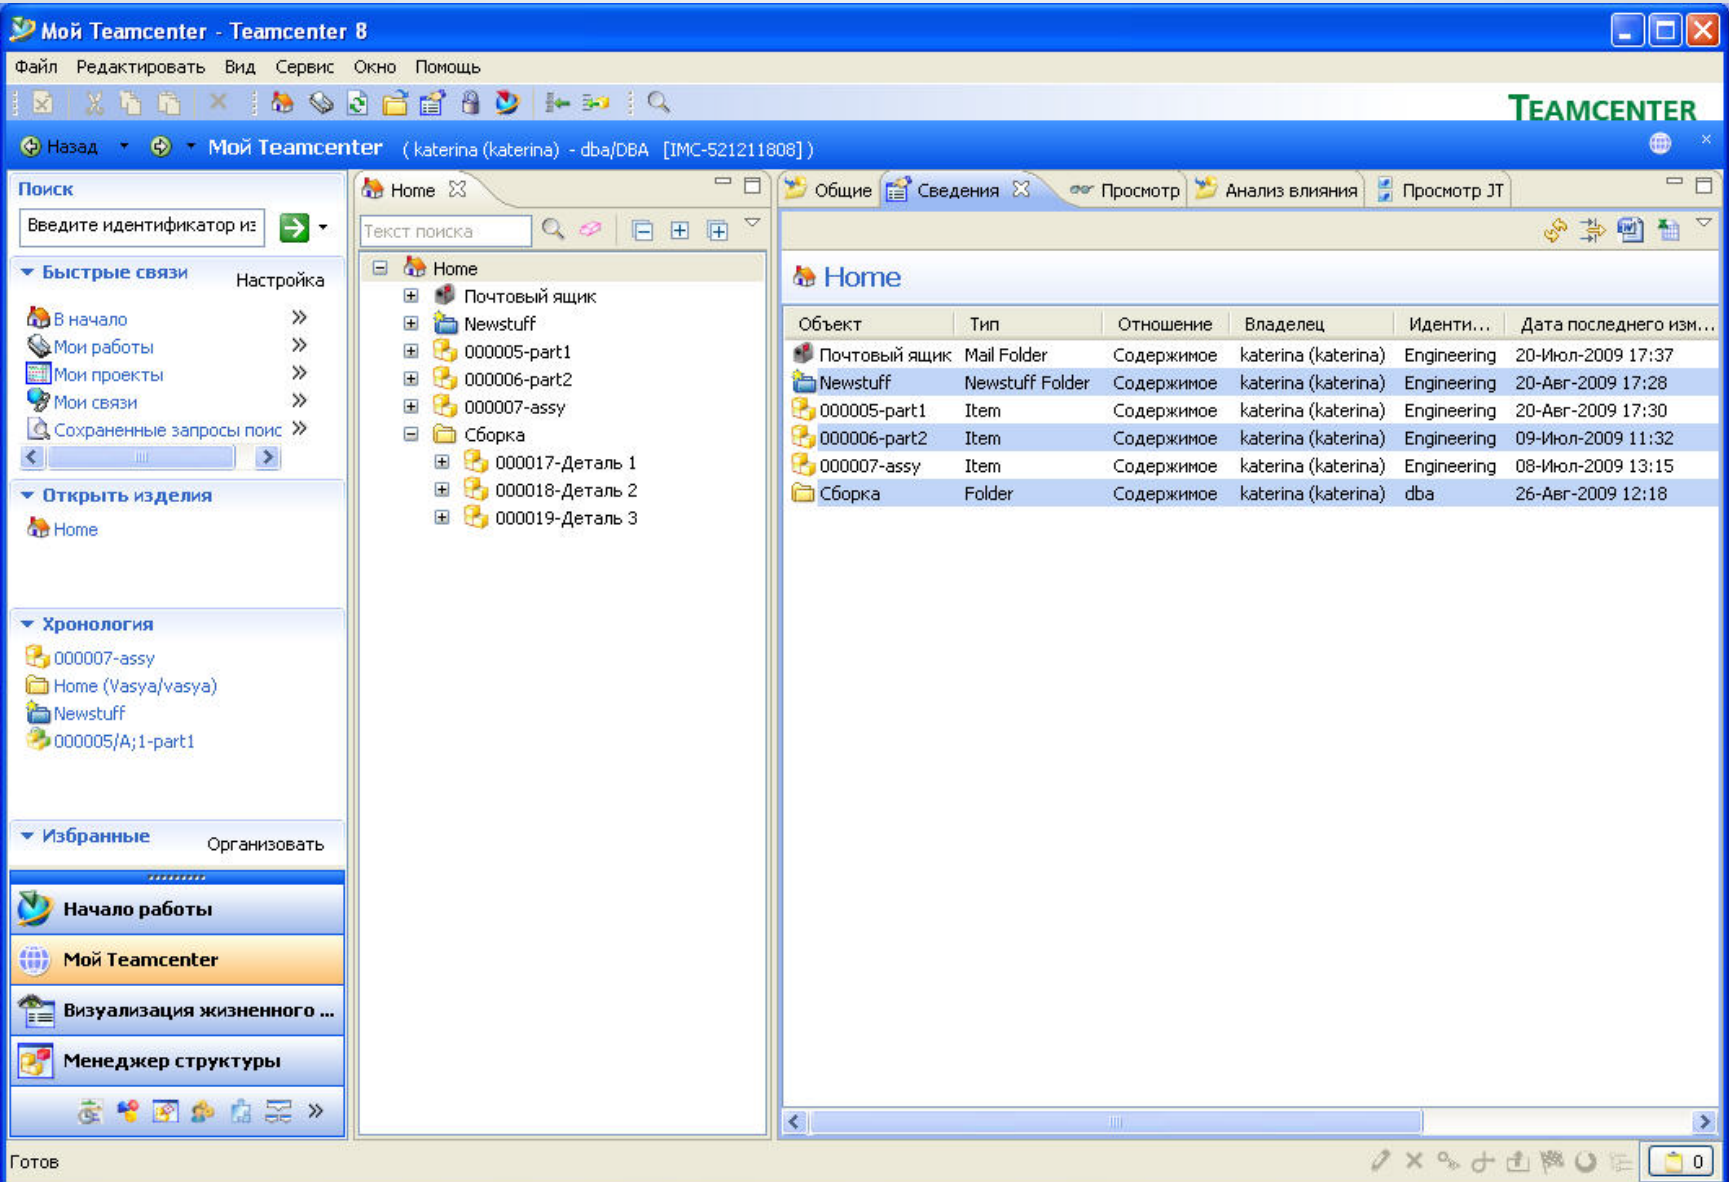 Мой Teamcenter - Teamcenter 8
Файл Редактировать Вид Сервис Окно Помощь
TEAMCENTER
Назад Мой Teamcenter ( katerina (katerina) - dba/DBA [IMC-521211808] )
Поиск
Введите идентификатор из
Быстрые связи Настройка
В начало
Мои работы
Мои проекты
Мои связи
Сохраненные запросы поис
Открыть изделия
Home
Хронология
000007-assy
Home (Vasya/vasya)
Newstuff
000005/A;1-part1
Избранные Организовать
Начало работы
Мой Teamcenter
Визуализация жизненного ...
Менеджер структуры
Home
Текст поиска
Home
Почтовый ящик
Newstuff
000005-part1
000006-part2
000007-assy
Сборка
000017-Деталь 1
000018-Деталь 2
000019-Деталь 3
Общие Сведения Просмотр Анализ влияния Просмотр JT
Home
Объект Тип Отношение Владелец Иденти... Дата последнего изм...
Почтовый ящик Mail Folder Содержимое katerina (katerina) Engineering 20-Июл-2009 17:37
Newstuff Newstuff Folder Содержимое katerina (katerina) Engineering 20-Авг-2009 17:28
000005-part1 Item Содержимое katerina (katerina) Engineering 20-Авг-2009 17:30
000006-part2 Item Содержимое katerina (katerina) Engineering 09-Июл-2009 11:32
000007-assy Item Содержимое katerina (katerina) Engineering 08-Июл-2009 13:15
Сборка Folder Содержимое katerina (katerina) dba 26-Авг-2009 12:18
Готов
0